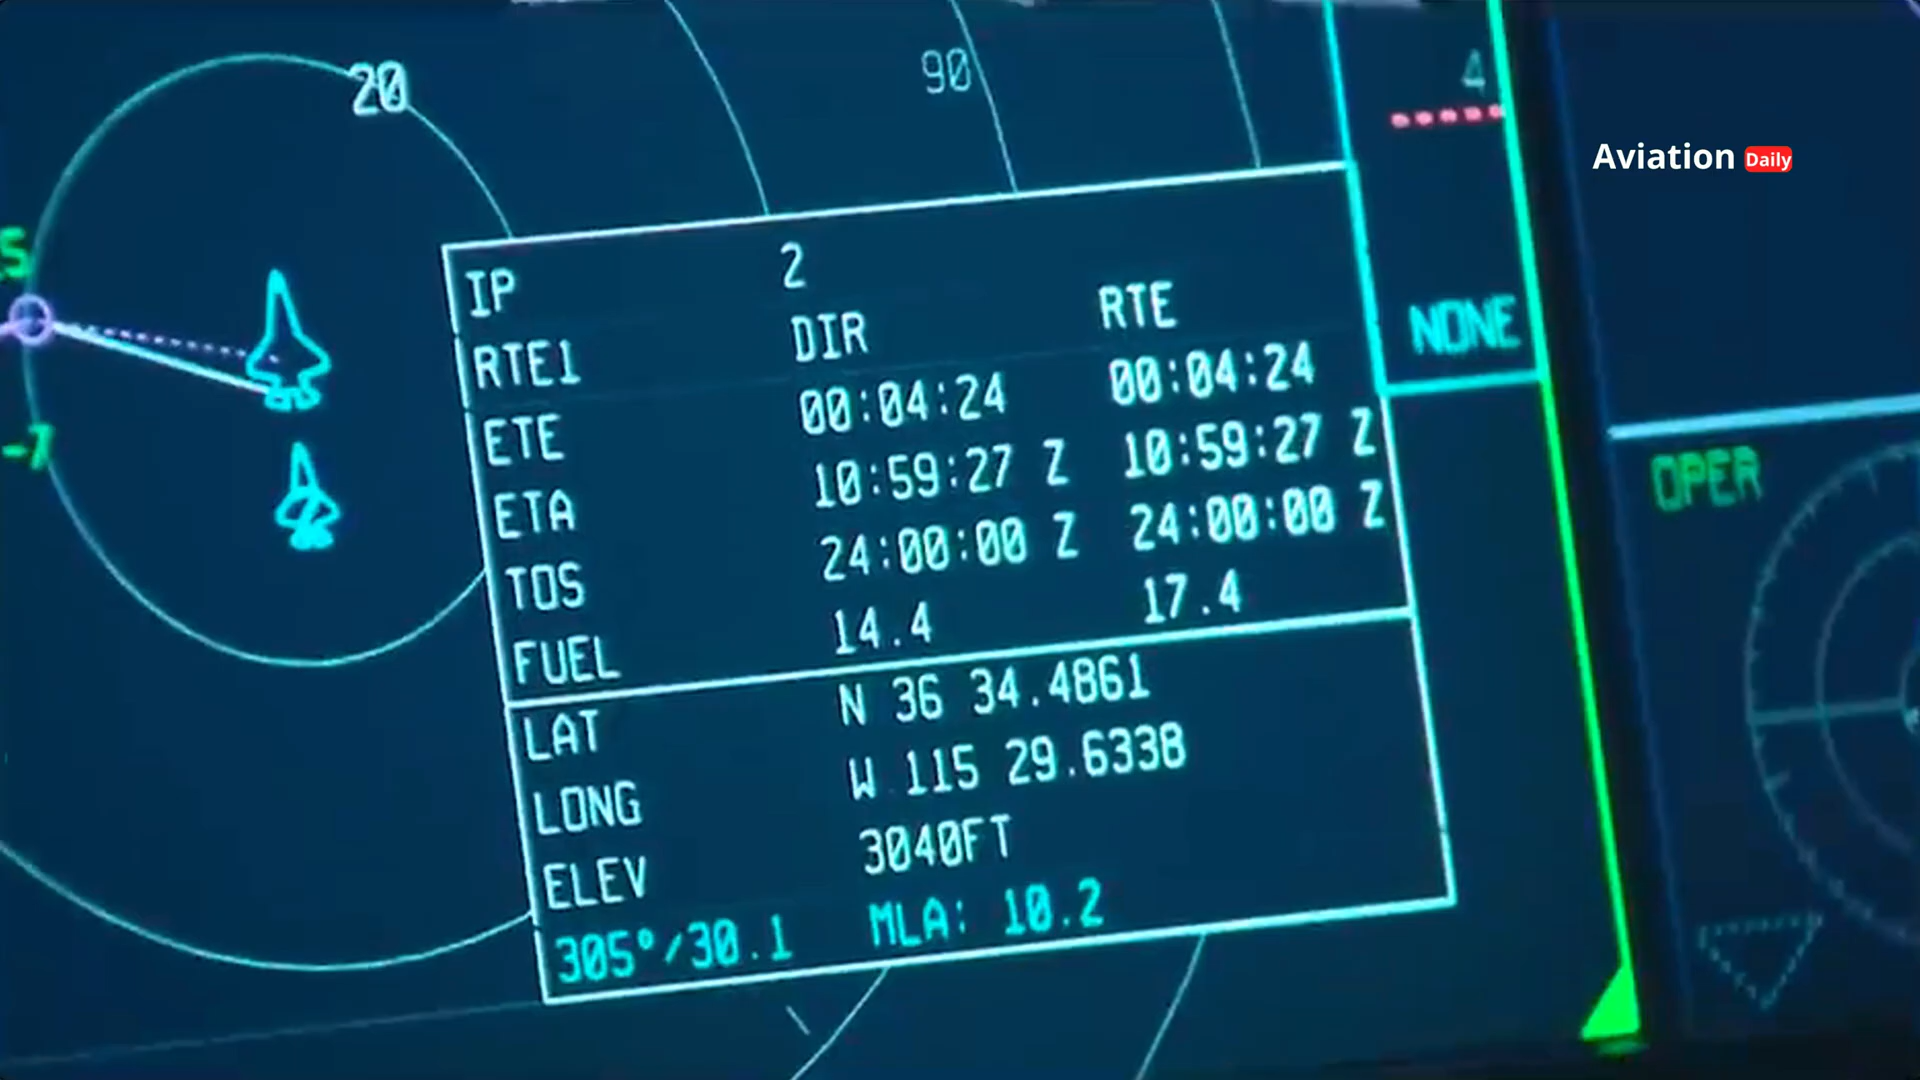 20
90
4
Aviation Daily
5
IP 2
RTE1 DIR RTE
NONE
ETE 00:04:24 00:04:24
-7
ETA 10:59:27 Z 10:59:27 Z
OPER
TOS 24:00:00 Z 24:00:00 Z
FUEL 14.4 17.4
LAT N 36 34.4861
LONG W 115 29.6338
ELEV 3040FT
305°/30.1 MLA: 10.2